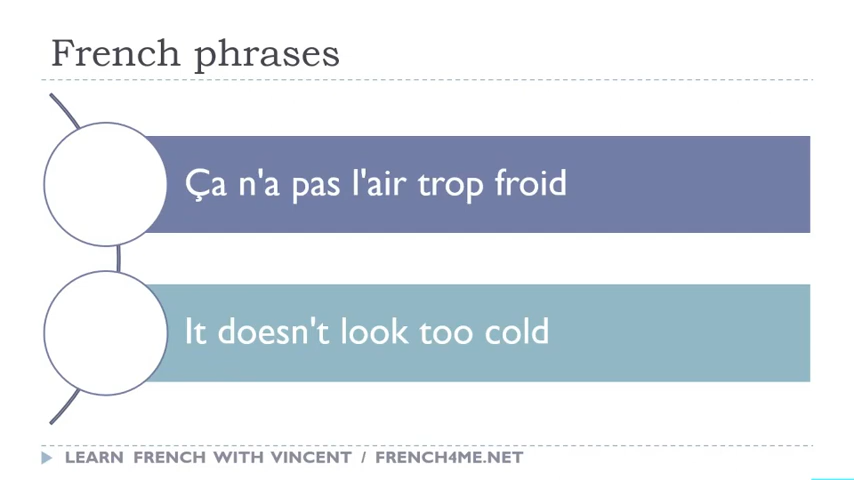 French phrases
Ça n'a pas l'air trop froid
It doesn't look too cold
LEARN FRENCH WITH VINCENT / FRENCH4ME.NET